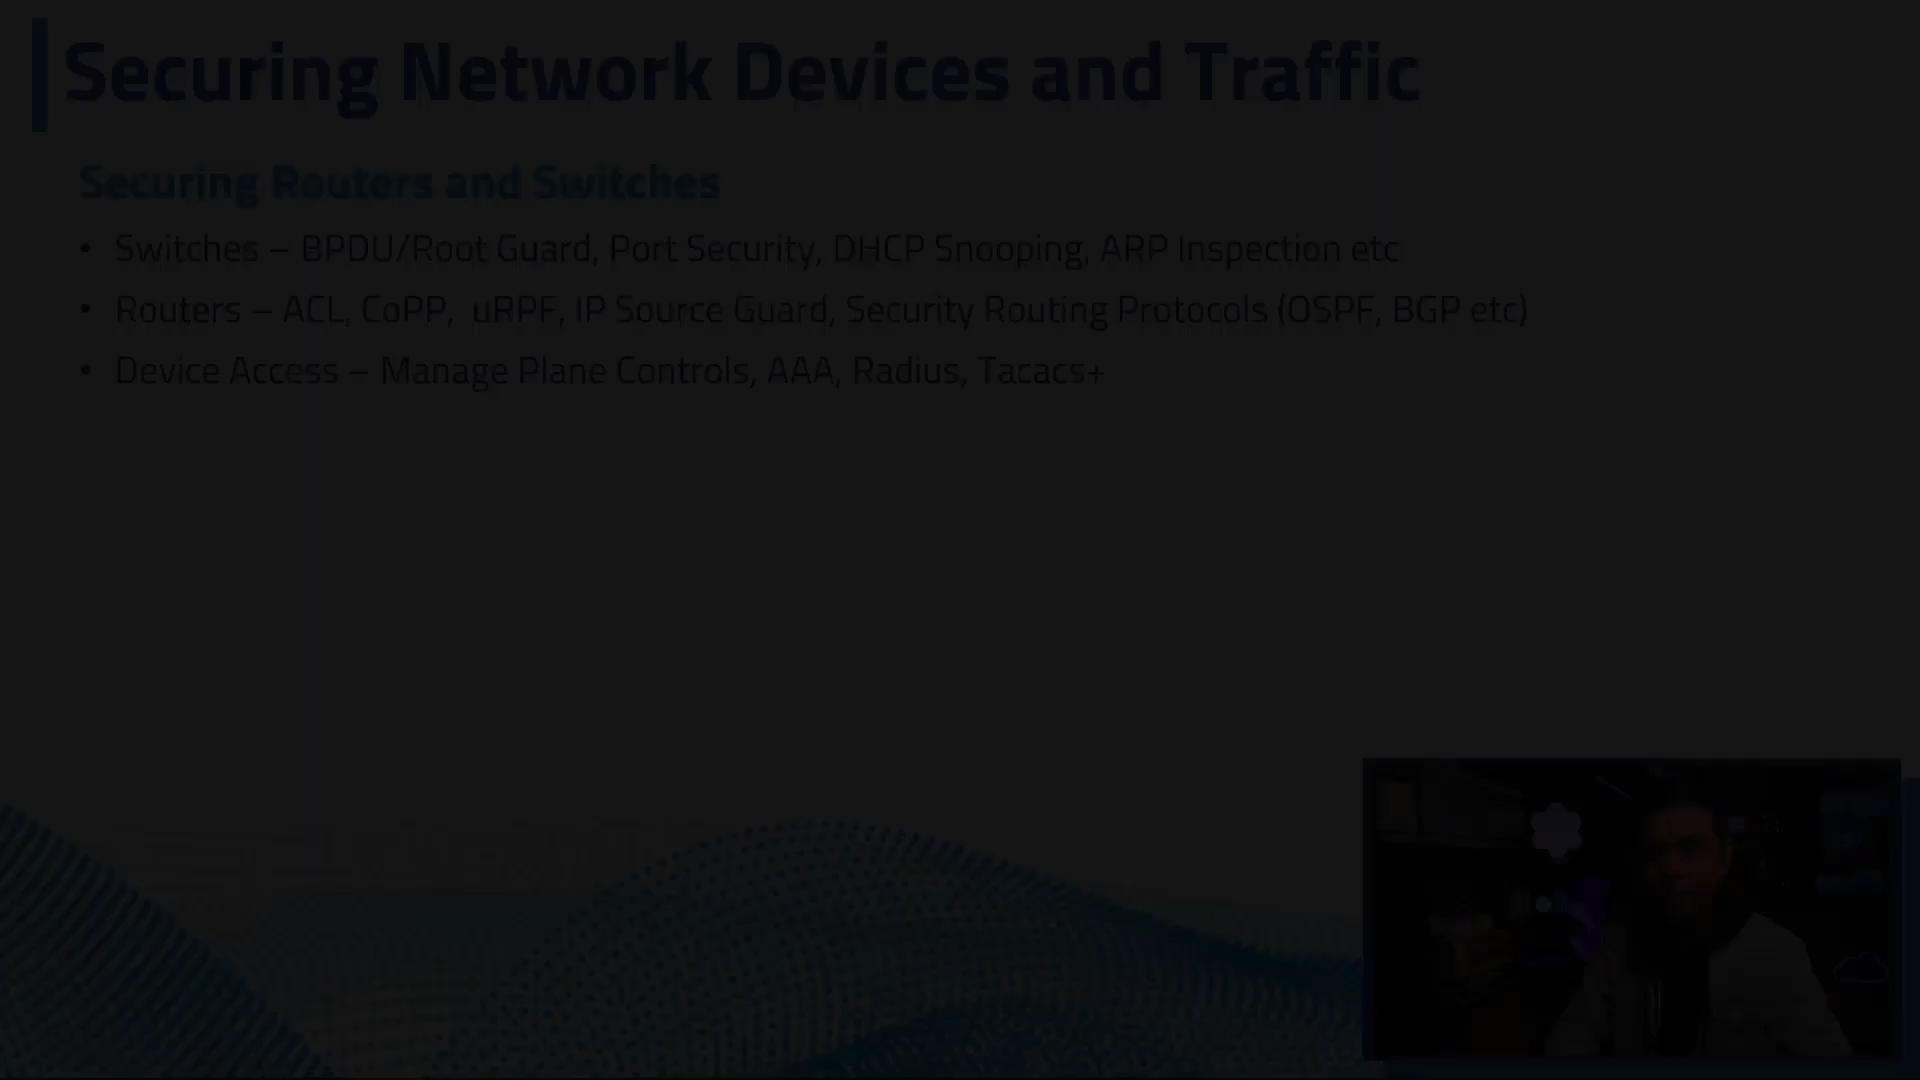 Securing Network Devices and Traffic
Securing Routers and Switches
• Switches – BPDU/Root Guard, Port Security, DHCP Snooping, ARP Inspection etc
• Routers – ACL, CoPP, uRPF, IP Source Guard, Security Routing Protocols (OSPF, BGP etc)
• Device Access – Manage Plane Controls, AAA, Radius, Tacacs+